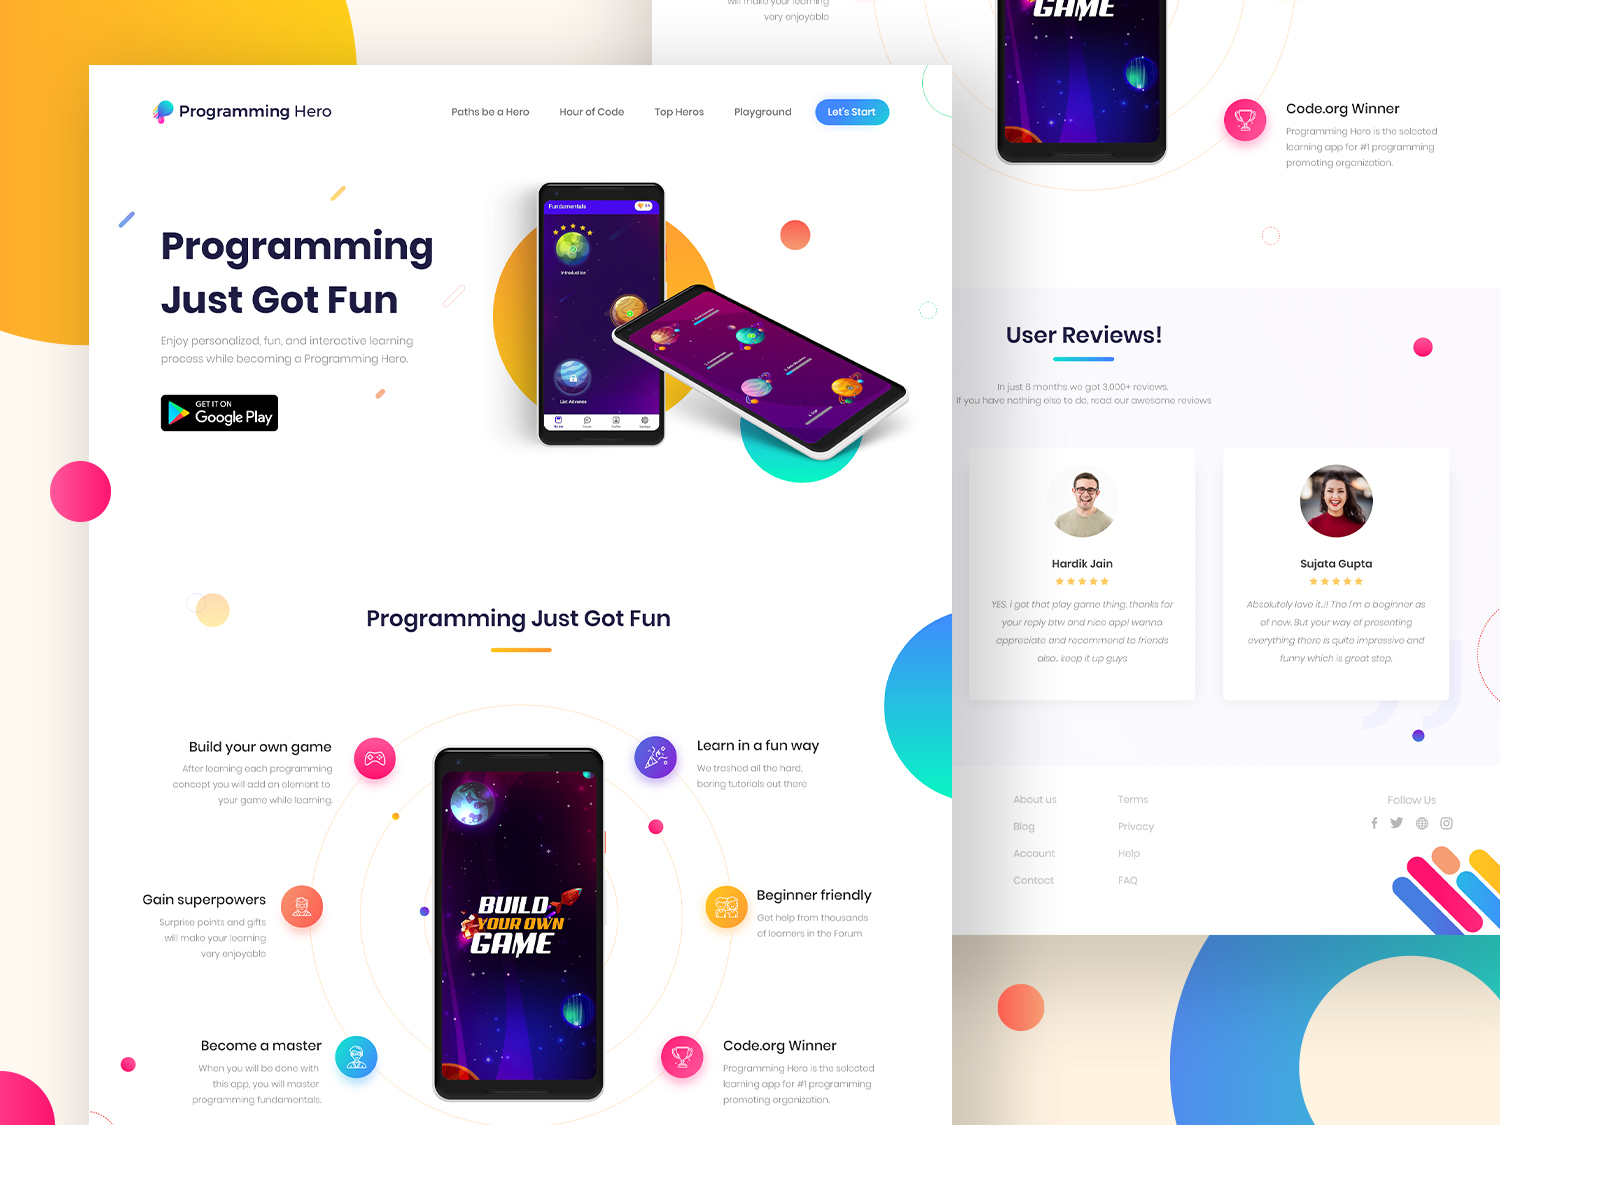 Programming Hero
Paths be a Hero
Hour of Code
Top Heros
Playground
Let's Start
Programming
Just Got Fun
Enjoy personalized, fun, and interactive learning
process while becoming a Programming Hero.
GET IT ON
Google Play
Fundamentals
Introduction
List Advance
Programming Just Got Fun
Build your own game
After learning each programming
concept you will add an element to
your game while learning.
Learn in a fun way
We trashed all the hard,
boring tutorials out there
Gain superpowers
Surprise points and gifts
will make your learning
very enjoyable
BUILD
YOUR OWN
GAME
Beginner friendly
Get help from thousands
of learners in the Forum
Become a master
When you will be done with
this app, you will master
programming fundamentals.
Code.org Winner
Programming Hero is the selected
learning app for #1 programming
promoting organization.
will make your learning
very enjoyable
GAME
Code.org Winner
Programming Hero is the selected
learning app for #1 programming
promoting organization.
User Reviews!
In just 6 months we got 3,000+ reviews.
If you have nothing else to do, read our awesome reviews
Hardik Jain
YES, i got that play game thing, thanks for
your reply btw and nice app! wanna
appreciate and recommend to friends
also.. keep it up guys
Sujata Gupta
Absolutely love it..!! Tho I'm a beginner as
of now. But your way of presenting
everything there is quite impressive and
funny which is great step.
About us
Terms
Blog
Privacy
Account
Help
Contact
FAQ
Follow Us